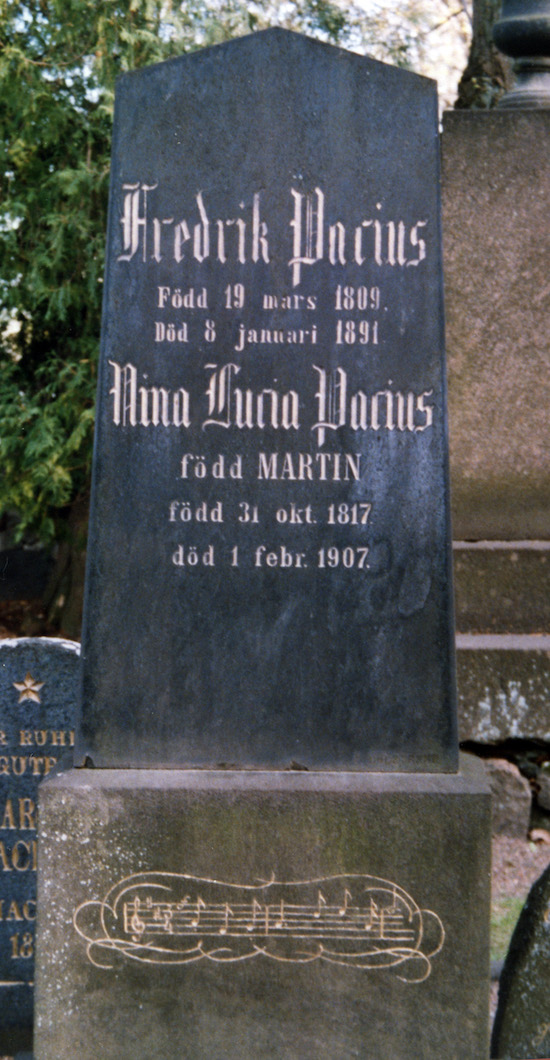 Fredrik Pacius
Född 19 mars 1809.
Död 8 januari 1891
Nina Lucia Pacius
född MARTIN
född 31 okt. 1817.
död 1 febr. 1907.